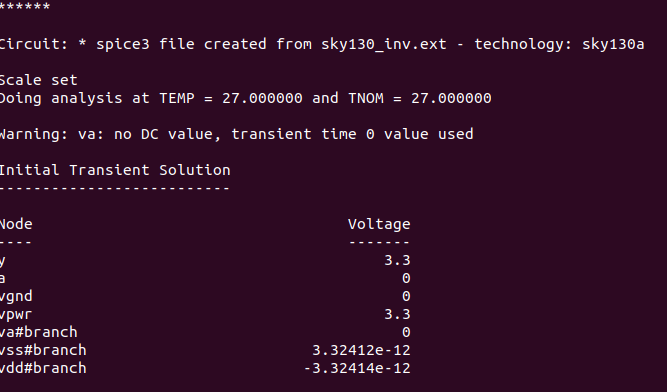 ******
Circuit: * spice3 file created from sky130_inv.ext - technology: sky130a
Scale set
Doing analysis at TEMP = 27.000000 and TNOM = 27.000000
Warning: va: no DC value, transient time 0 value used
Initial Transient Solution
--------------------------
Node Voltage
---- -------
y 3.3
a 0
vgnd 0
vpwr 3.3
va#branch 0
vss#branch 3.32412e-12
vdd#branch -3.32414e-12